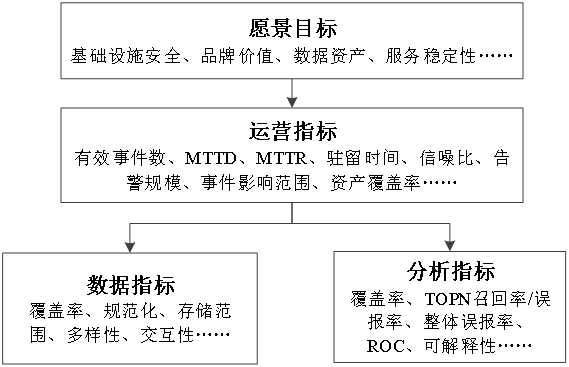 愿景目标
基础设施安全、品牌价值、数据资产、服务稳定性……
运营指标
有效事件数、MTTD、MTTR、驻留时间、信噪比、告
警规模、事件影响范围、资产覆盖率……
数据指标
覆盖率、规范化、存储范
围、多样性、交互性……
分析指标
覆盖率、TOPN召回率/误
报率、整体误报率、
ROC、可解释性……